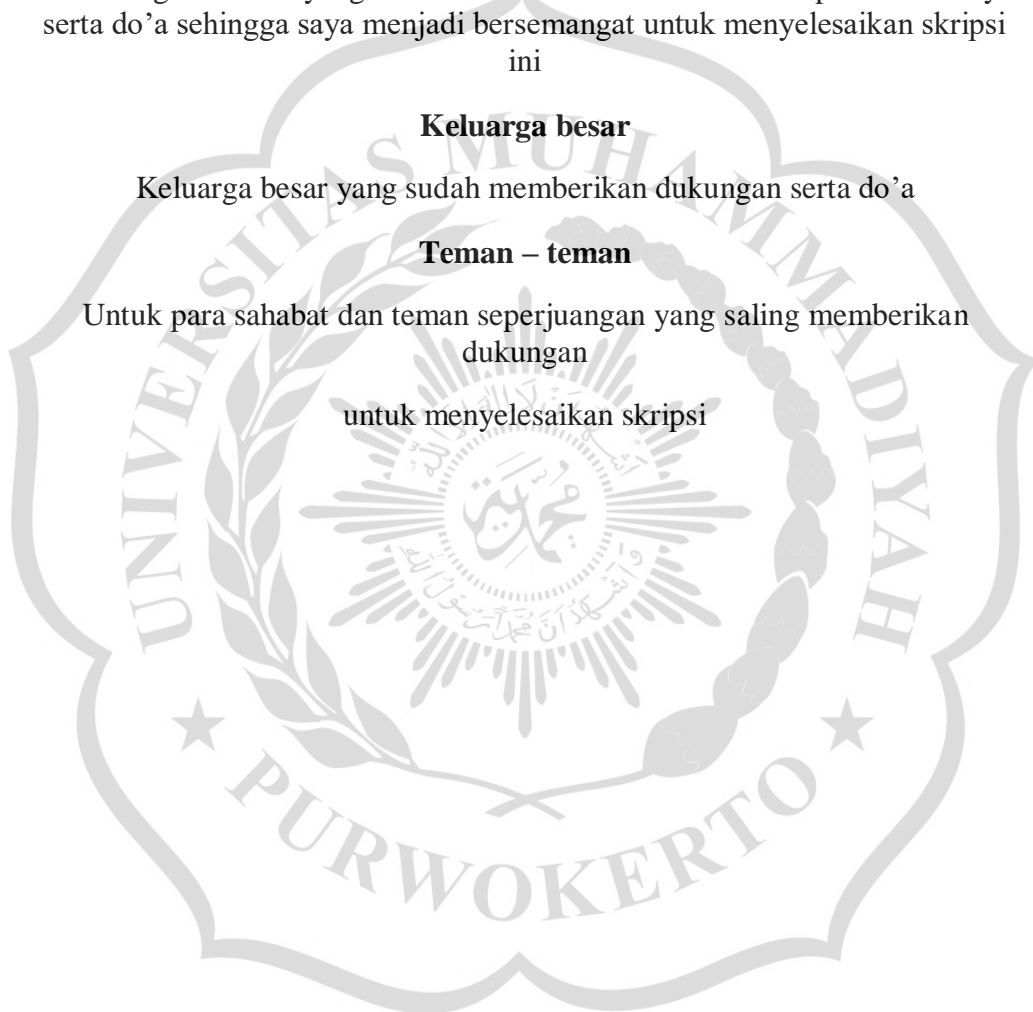 serta do’a sehingga saya menjadi bersemangat untuk menyelesaikan skripsi
ini
Keluarga besar
Keluarga besar yang sudah memberikan dukungan serta do’a
Teman – teman
Untuk para sahabat dan teman seperjuangan yang saling memberikan
dukungan
untuk menyelesaikan skripsi
UNIVERSITAS MUHAMMADIYAH
PURWOKERTO